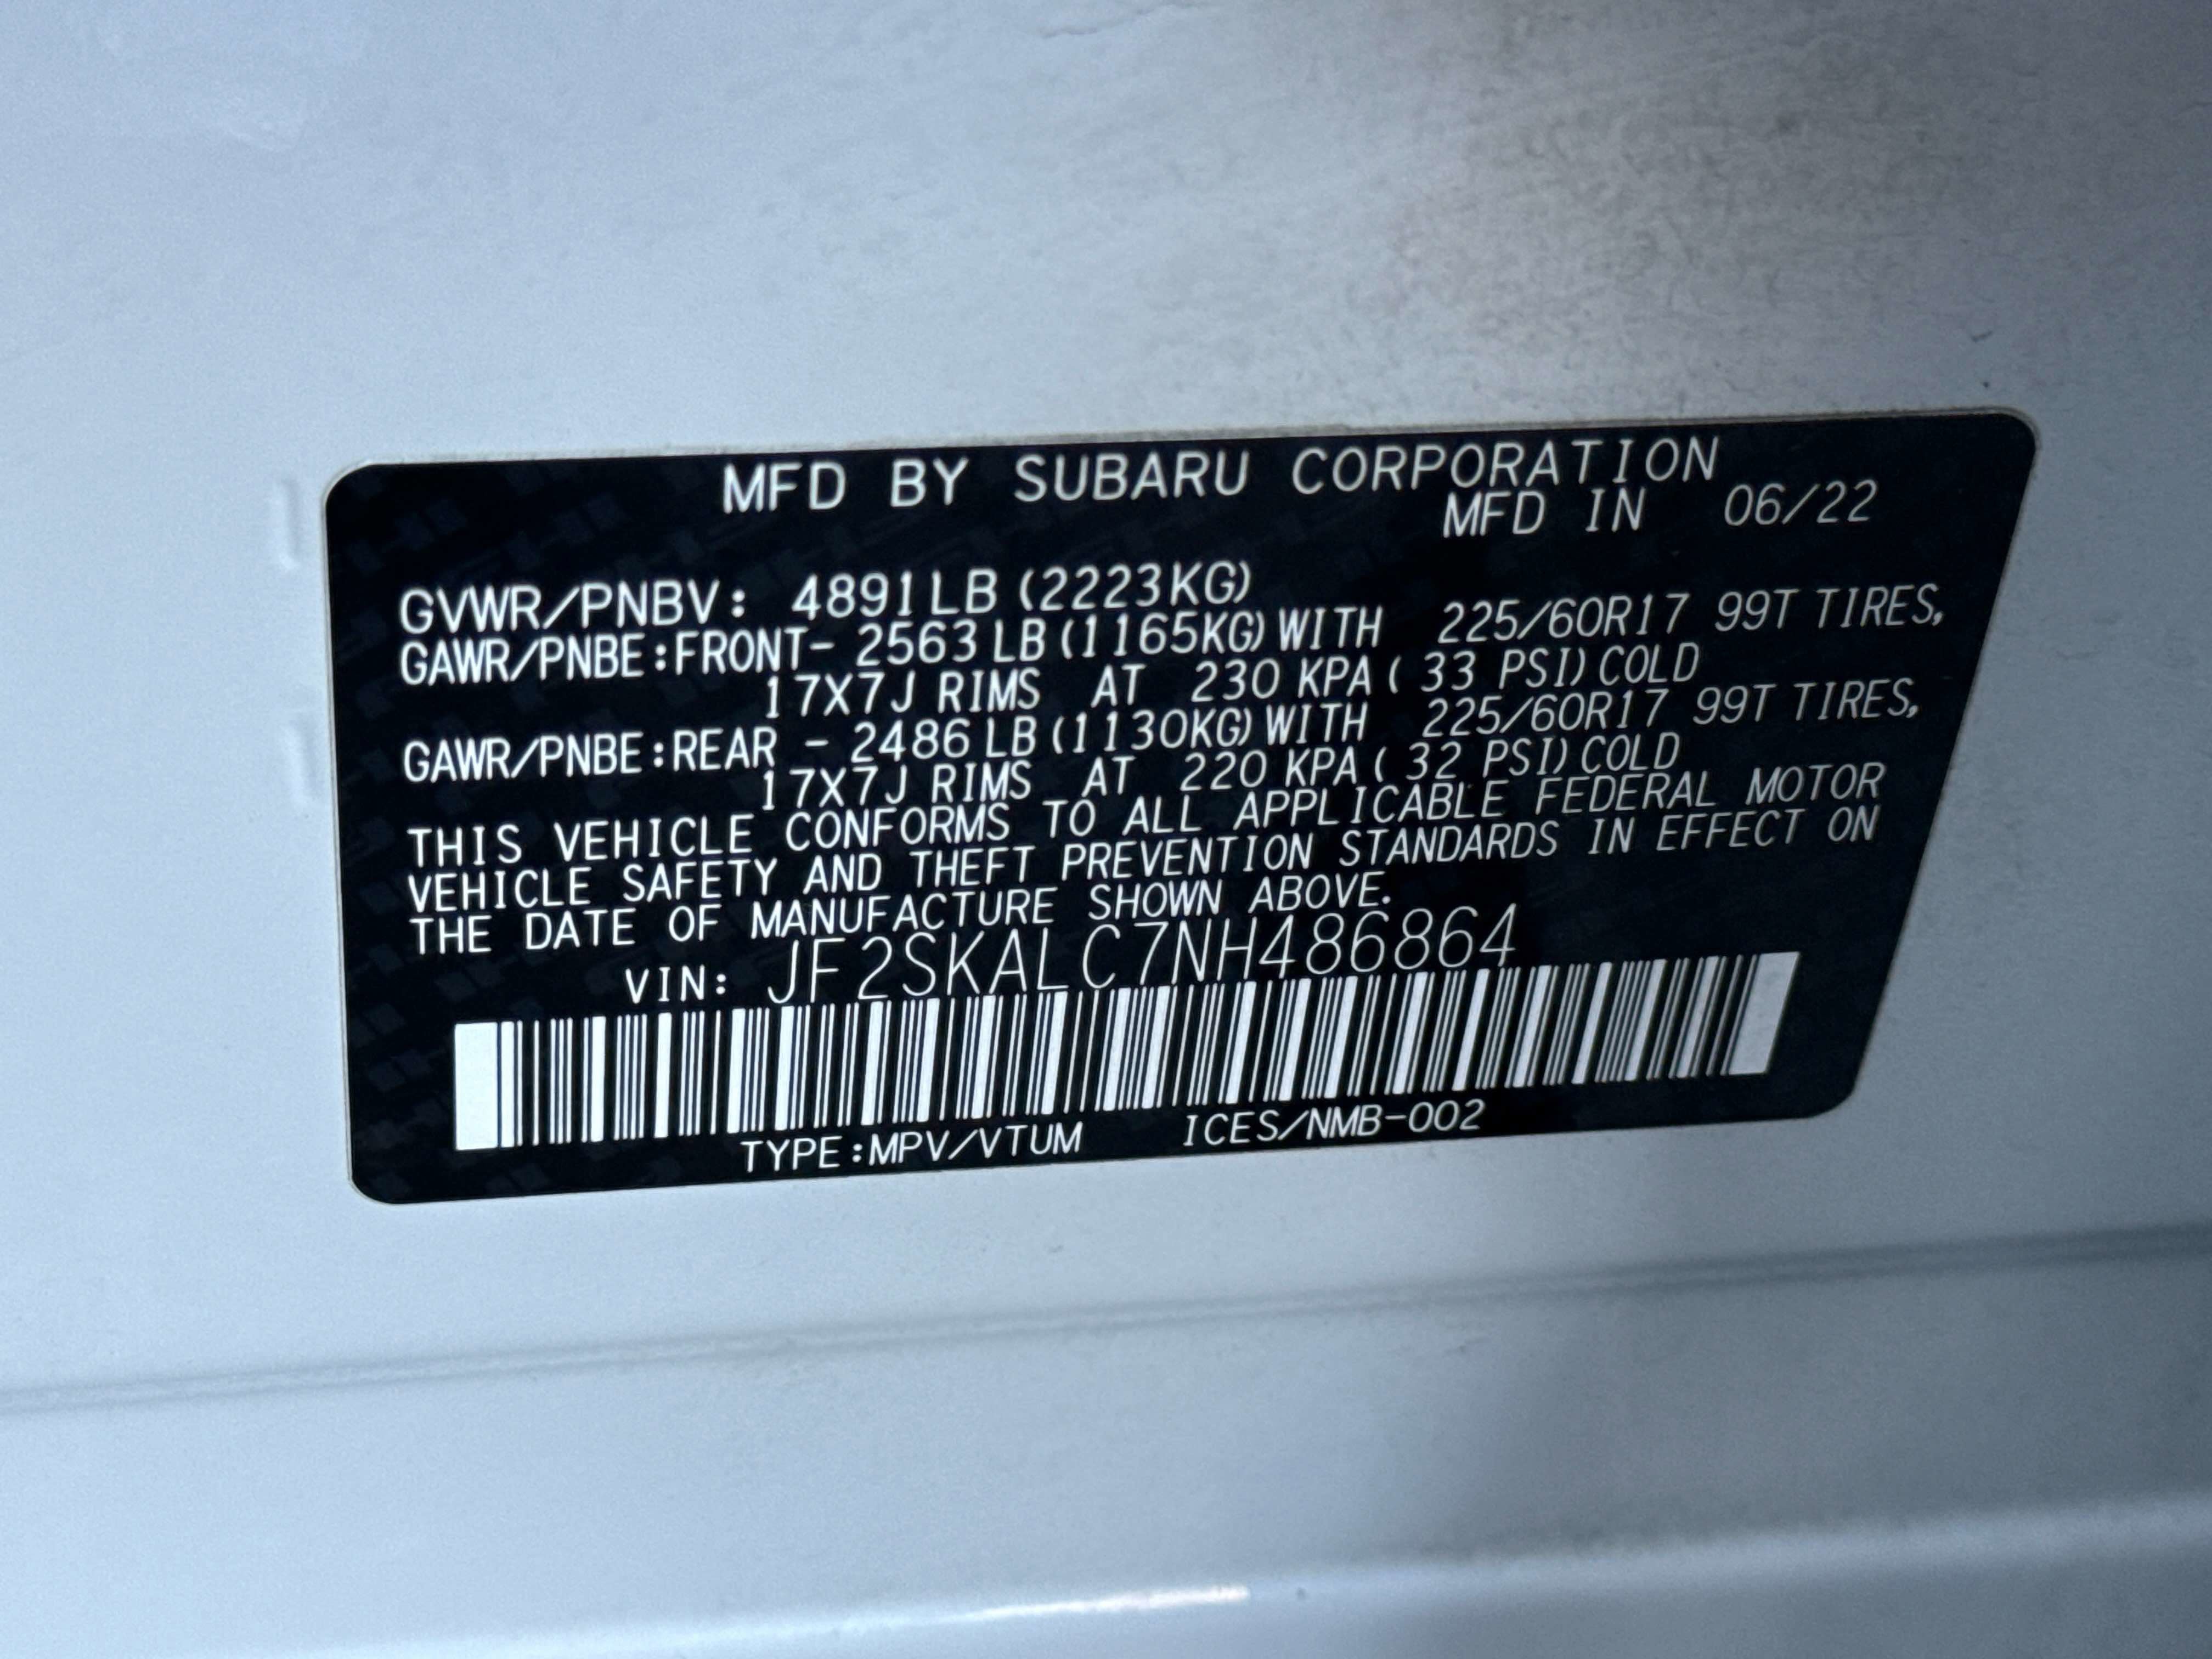 MFD BY SUBARU CORPORATION
MFD IN 06/22
GVWR/PNBV: 4891LB (2223KG)
GAWR/PNBE:FRONT- 2563 LB (1165KG) WITH 225/60R17 99T TIRES,
17X7J RIMS AT 230 KPA ( 33 PSI) COLD
GAWR/PNBE:REAR - 2486 LB (1130KG) WITH 225/60R17 99T TIRES,
17X7J RIMS AT 220 KPA ( 32 PSI) COLD
THIS VEHICLE CONFORMS TO ALL APPLICABLE FEDERAL MOTOR
VEHICLE SAFETY AND THEFT PREVENTION STANDARDS IN EFFECT ON
THE DATE OF MANUFACTURE SHOWN ABOVE.
VIN: JF2SKALC7NH486864
TYPE:MPV/VTUM ICES/NMB-002